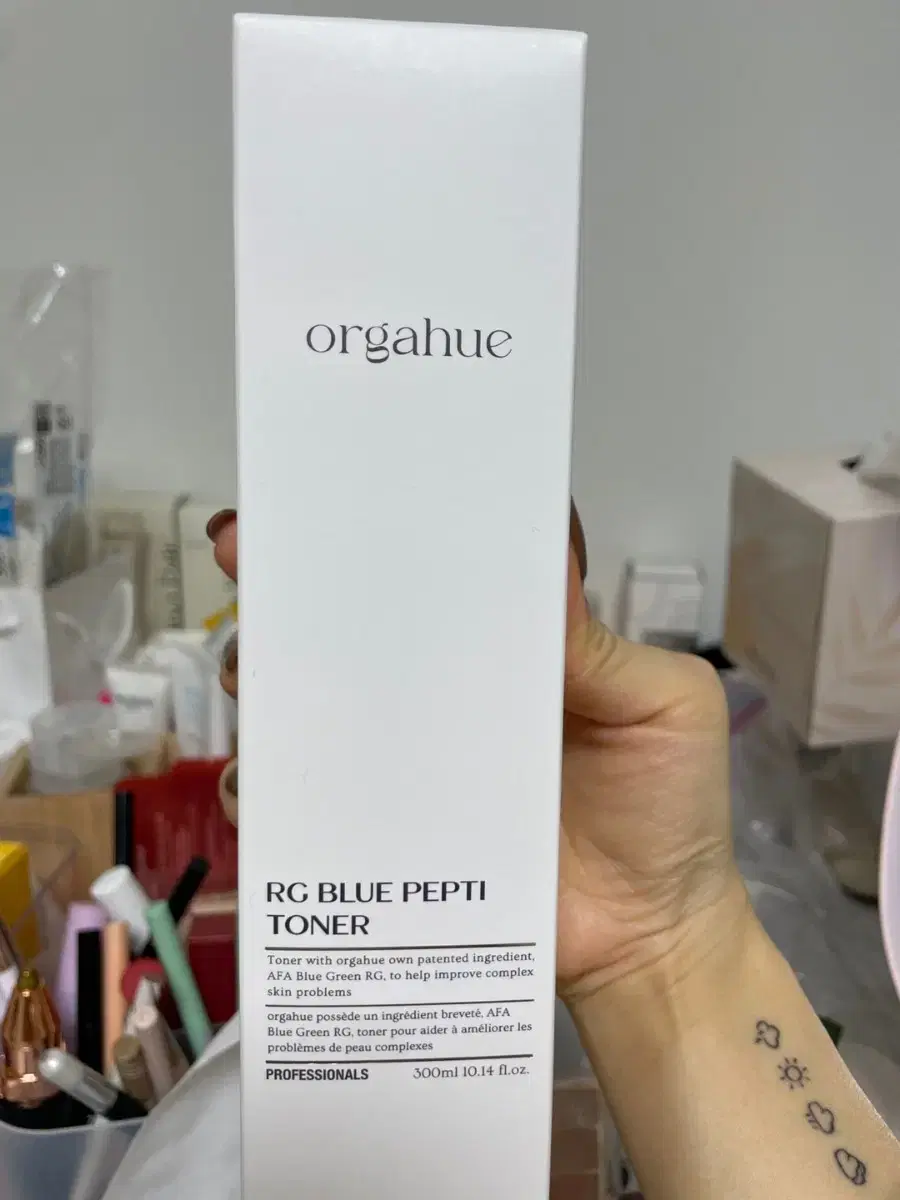 orgahue
RG BLUE PEPTI
TONER
Toner with orgahue own patented ingredient,
AFA Blue Green RG, to help improve complex
skin problems
orgahue possède un ingrédient breveté, AFA
Blue Green RG, toner pour aider à améliorer les
problèmes de peau complexes
PROFESSIONALS 300ml 10.14 fl.oz.